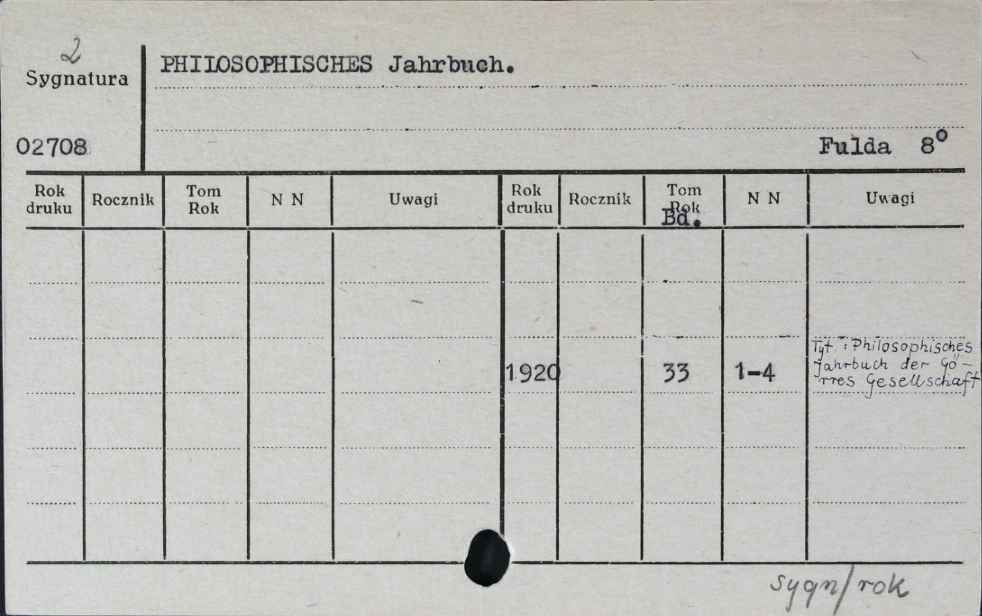 2
Sygnatura
PHILOSOPHISCHES Jahrbuch.
02708
Fulda 8°
Rok druku Rocznik Tom Rok N N Uwagi Rok druku Rocznik Tom Rok N N Uwagi
Bd.
1920 33 1-4
Tyt.: Philosophisches
Jahrbuch der Gö-
rres Gesellschaft
sygn/rok